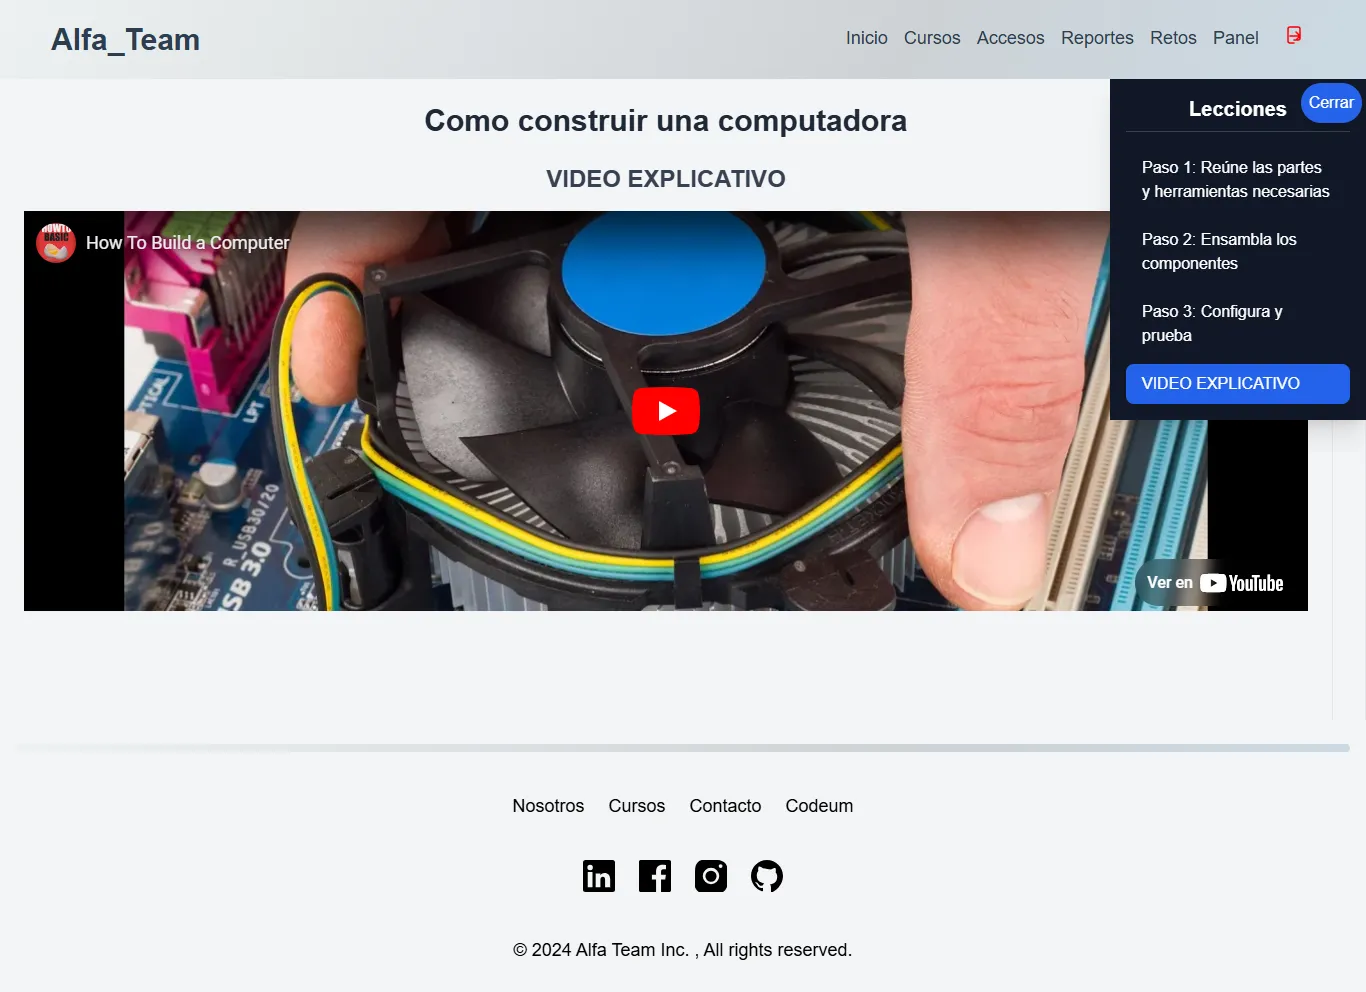 Alfa_Team
Inicio Cursos Accesos Reportes Retos Panel
Lecciones
Cerrar
Paso 1: Reúne las partes
y herramientas necesarias
Paso 2: Ensambla los
componentes
Paso 3: Configura y
prueba
VIDEO EXPLICATIVO
Como construir una computadora
VIDEO EXPLICATIVO
HOWTO
BASIC
How To Build a Computer
OPTICAL
LPT
R_USB30/20
USB 3.0
Ver en YouTube
Nosotros Cursos Contacto Codeum
in
© 2024 Alfa Team Inc. , All rights reserved.